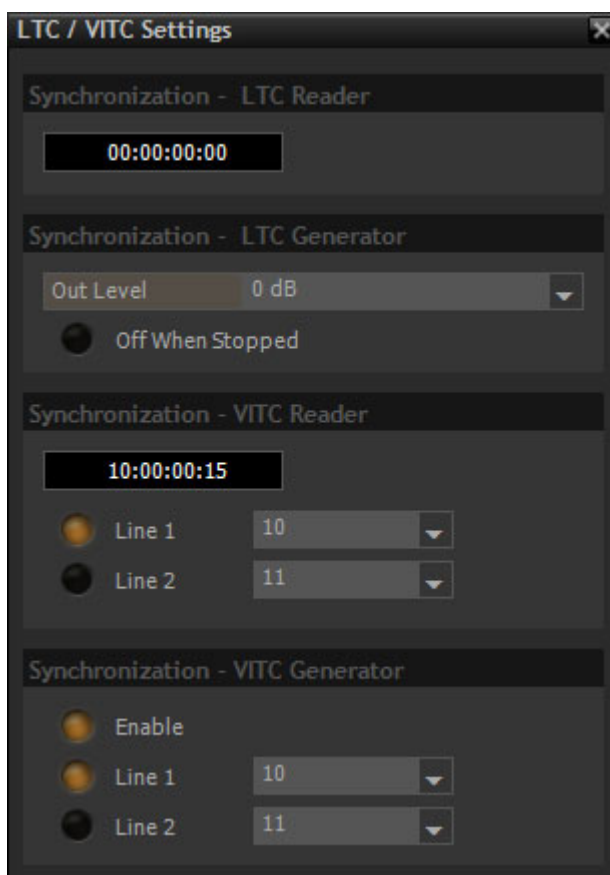 LTC / VITC Settings
Synchronization - LTC Reader
00:00:00:00
Synchronization - LTC Generator
Out Level 0 dB
Off When Stopped
Synchronization - VITC Reader
10:00:00:15
Line 1 10
Line 2 11
Synchronization - VITC Generator
Enable
Line 1 10
Line 2 11